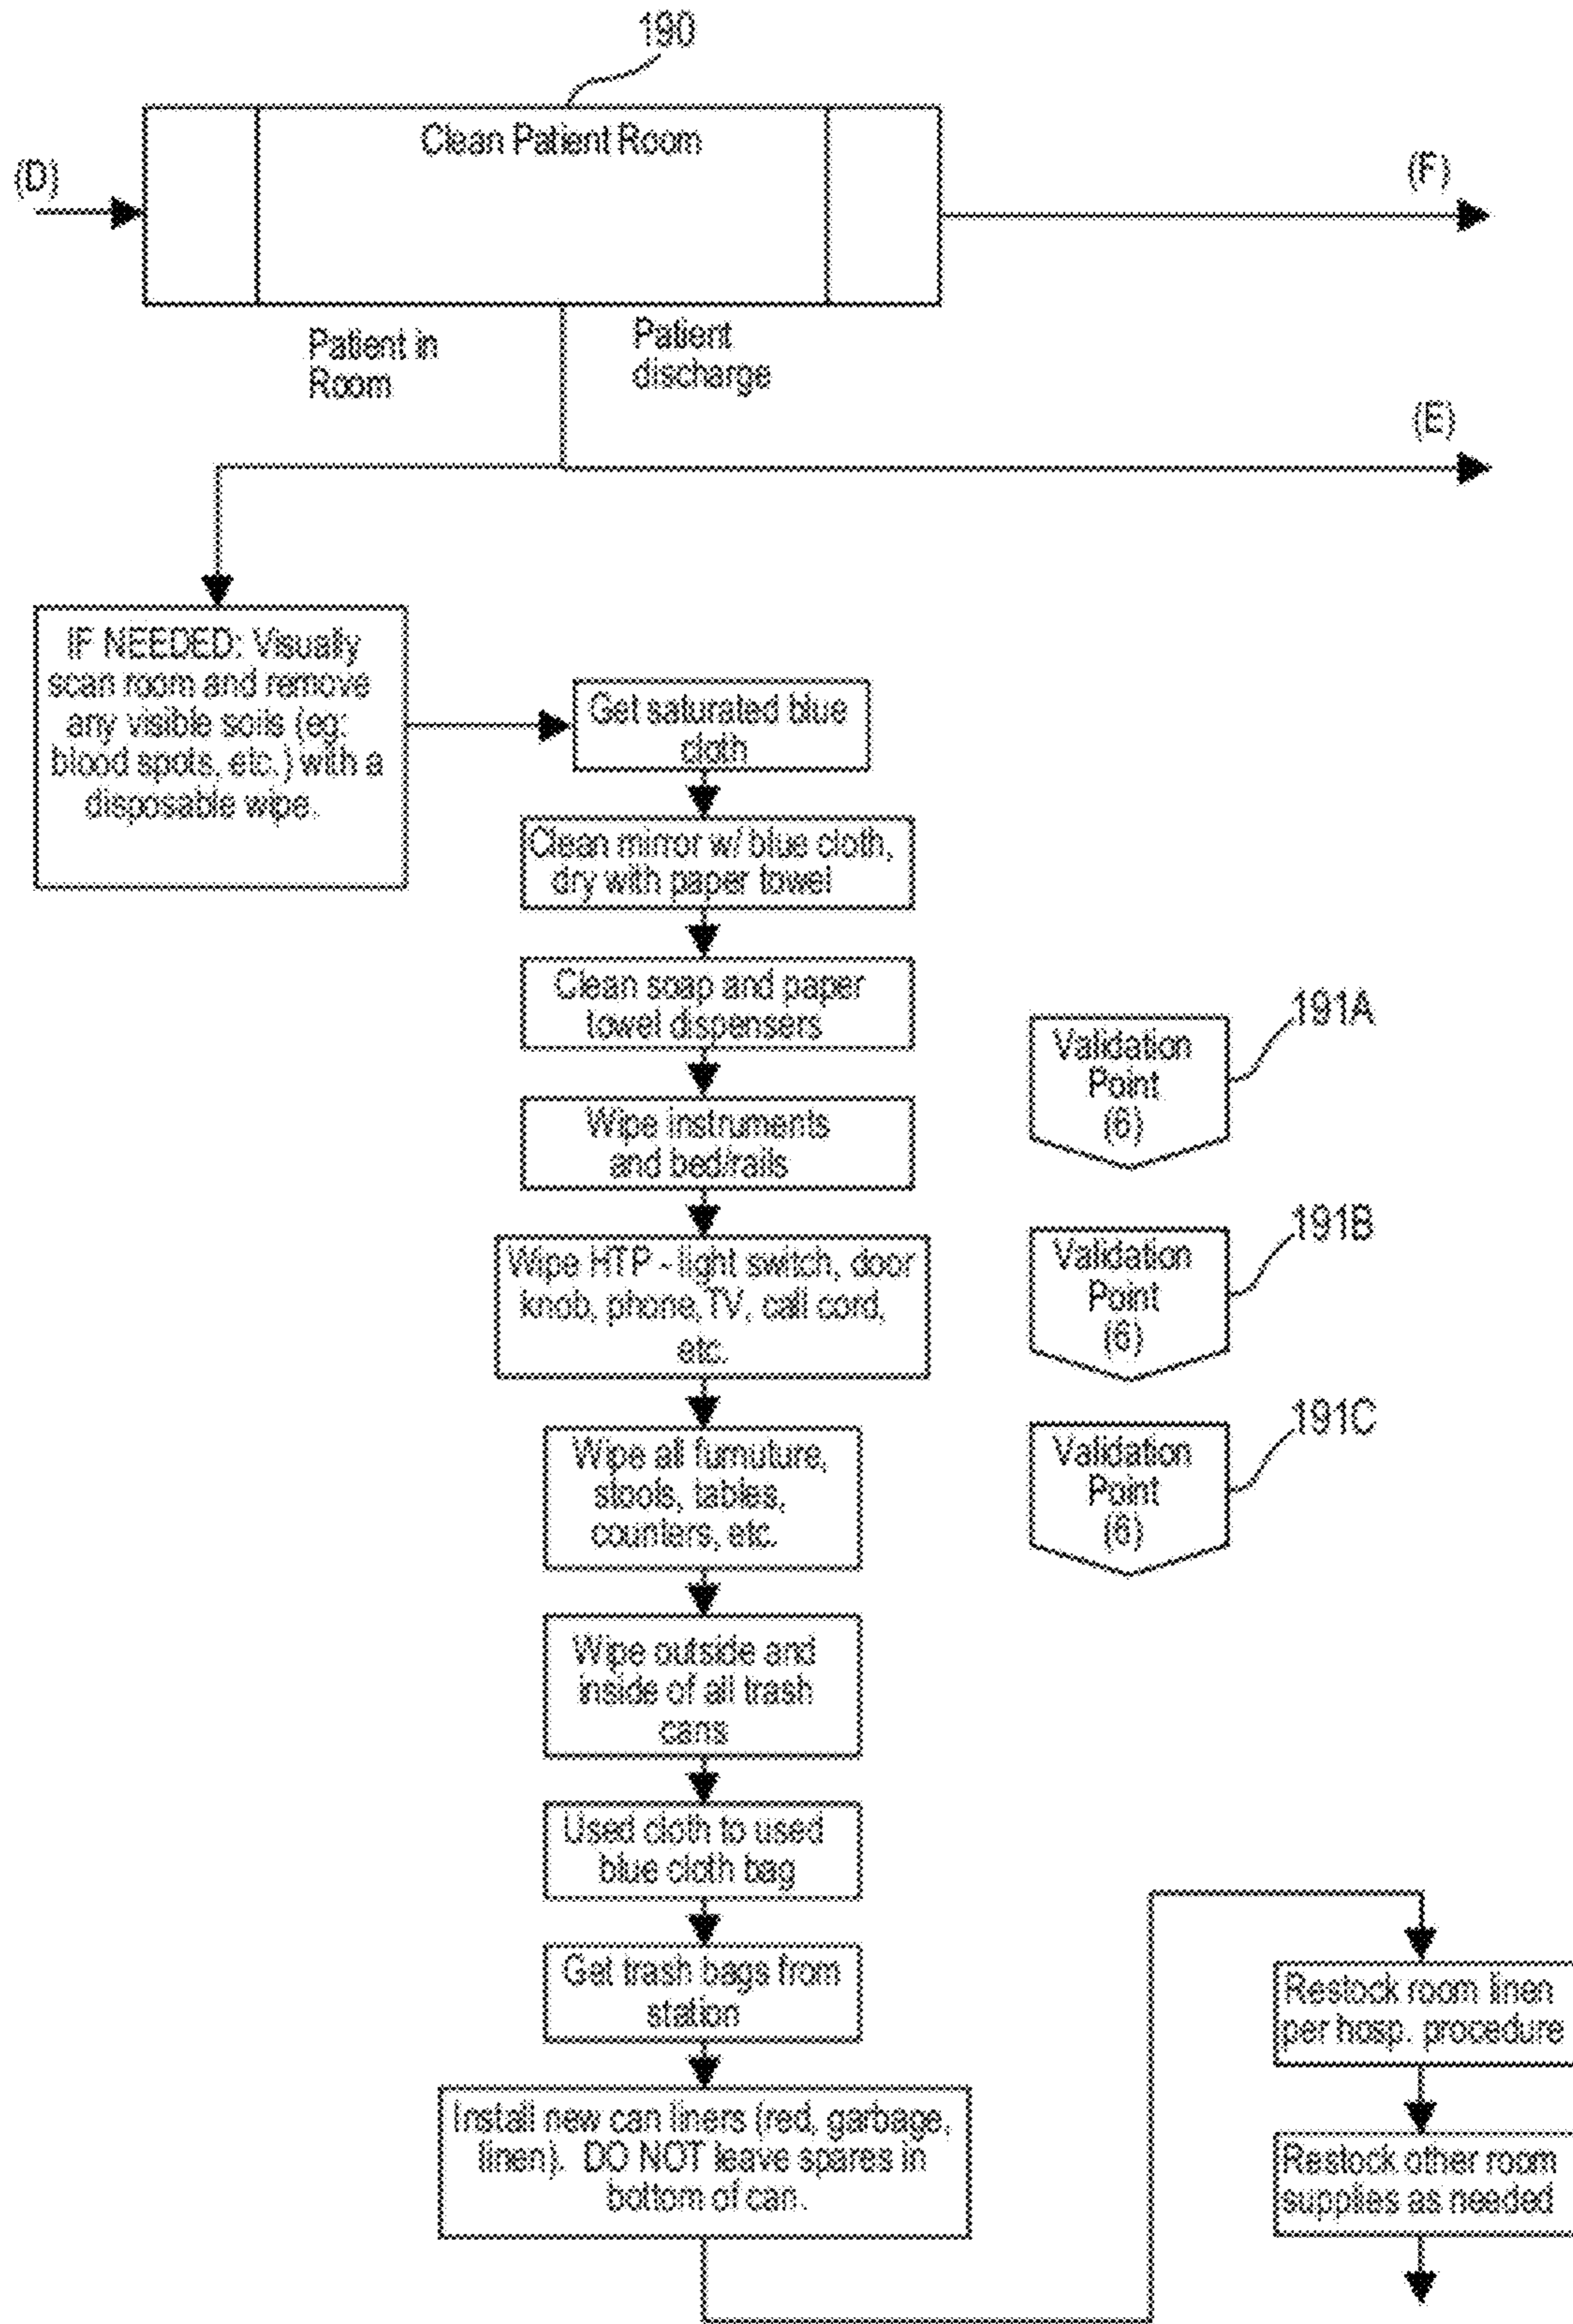 190
Clean Patient Room
(D)
(F)
Patient in
Room
Patient
discharge
(E)
IF NEEDED: Visually
scan room and remove
any visible soils (eg:
blood spots, etc.) with a
disposable wipe.
Get saturated blue
cloth
Clean mirror w/ blue cloth,
dry with paper towel
Clean soap and paper
towel dispensers
Wipe instruments
and bed/rails
Validation
Point
(6)
191A
Wipe HTP - light switch, door
knob, phone, TV, call cord,
etc.
Validation
Point
(6)
191B
Wipe all furnuture,
stools, tables,
counters, etc.
Validation
Point
(6)
191C
Wipe outside and
inside of all trash
cans
Used cloth to used
blue cloth bag
Get trash bags from
station
Install new can liners (red, garbage,
linen). DO NOT leave spares in
bottom of can.
Restock room linen
per hosp. procedure
Restock other room
supplies as needed